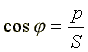 cos φ = p/S